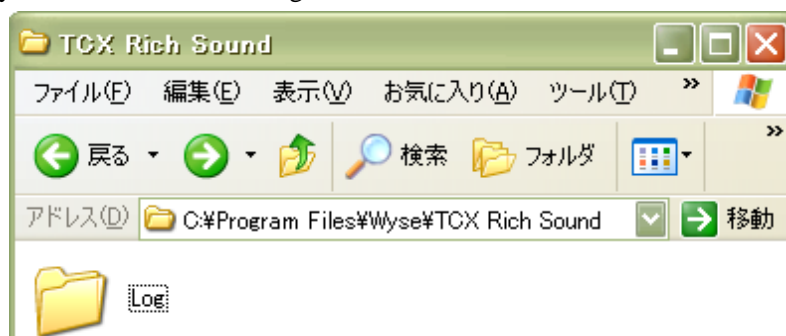 TCX Rich Sound
ファイル(F) 編集(E) 表示(V) お気に入り(A) ツール(T) »
戻る 検索 フォルダ »
アドレス(D) C:¥Program Files¥Wyse¥TCX Rich Sound 移動
Log